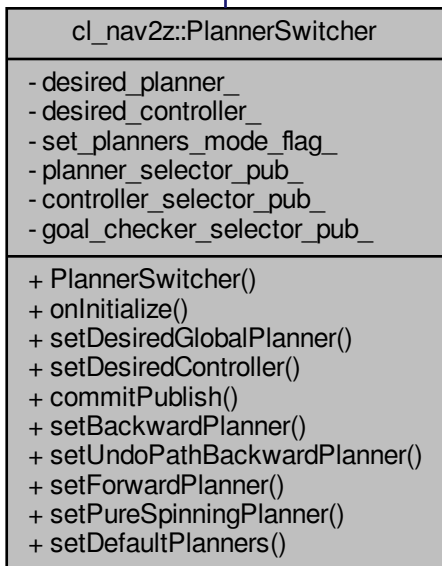 cl_nav2z::PlannerSwitcher
- desired_planner_
- desired_controller_
- set_planners_mode_flag_
- planner_selector_pub_
- controller_selector_pub_
- goal_checker_selector_pub_
+ PlannerSwitcher()
+ onInitialize()
+ setDesiredGlobalPlanner()
+ setDesiredController()
+ commitPublish()
+ setBackwardPlanner()
+ setUndoPathBackwardPlanner()
+ setForwardPlanner()
+ setPureSpinningPlanner()
+ setDefaultPlanners()